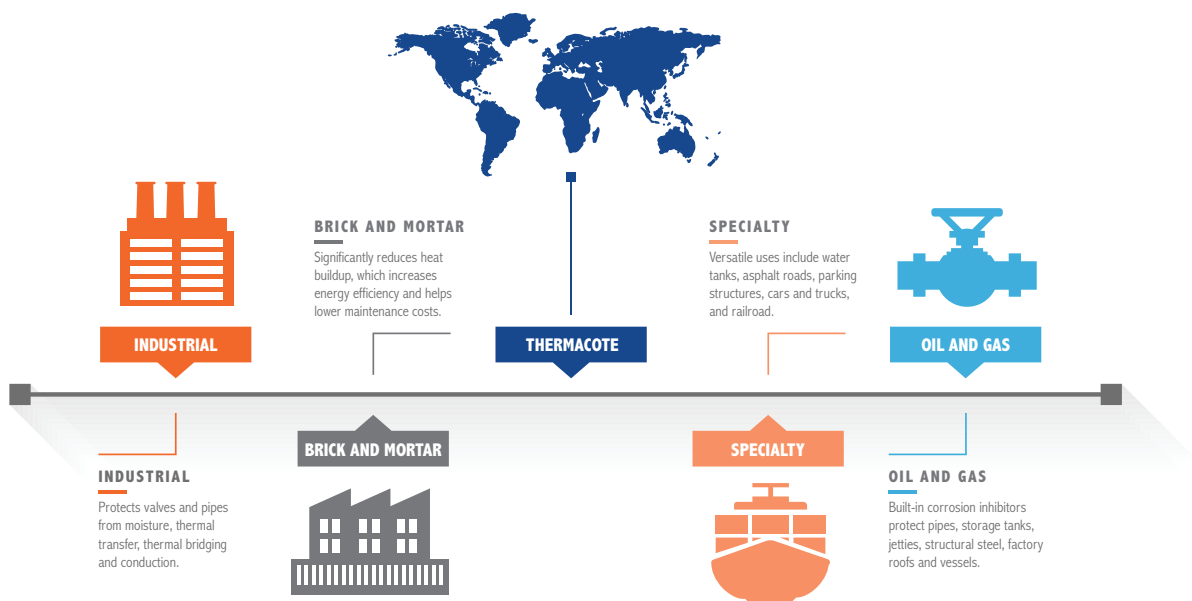 BRICK AND MORTAR
Significantly reduces heat
buildup, which increases
energy efficiency and helps
lower maintenance costs.
SPECIALTY
Versatile uses include water
tanks, asphalt roads, parking
structures, cars and trucks,
and railroad.
INDUSTRIAL
THERMACOTE
OIL AND GAS
BRICK AND MORTAR
SPECIALTY
INDUSTRIAL
Protects valves and pipes
from moisture, thermal
transfer, thermal bridging
and conduction.
OIL AND GAS
Built-in corrosion inhibitors
protect pipes, storage tanks,
jetties, structural steel, factory
roofs and vessels.